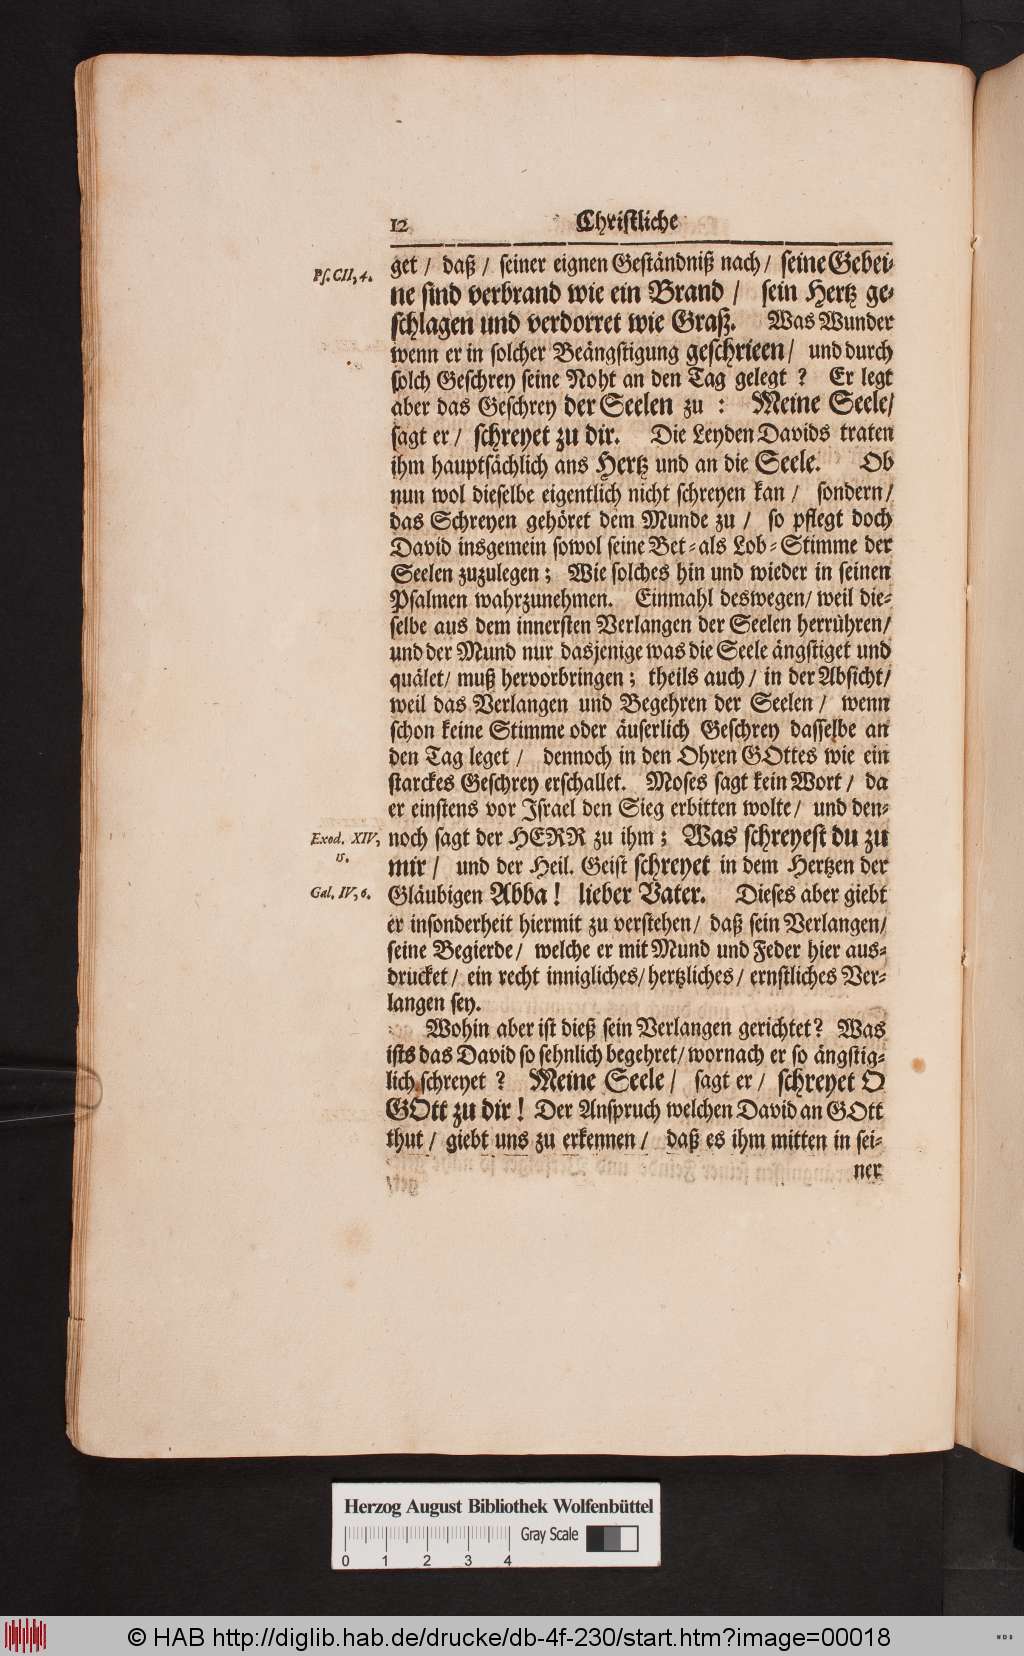 12 Christliche
get / daß / seiner eignen Geständniß nach / seine Gebei-
Ps. CII, 4.
ne sind verbrand wie ein Brand / sein Hertz ge-
schlagen und verdorret wie Graß. Was Wunder
wenn er in solcher Beängstigung geschrieen / und durch
solch Geschrey seine Noht an den Tag gelegt ? Er legt
aber das Geschrey der Seelen zu : Meine Seele /
sagt er / schreyet zu dir. Die Leyden Davids traten
ihm hauptsächlich ans Hertz und an die Seele. Ob
nun wol dieselbe eigentlich nicht schreyen kan / sondern /
das Schreyen gehöret dem Munde zu / so pflegt doch
David insgemein sowol seine Bet- als Lob-Stimme der
Seelen zuzulegen ; Wie solches hin und wieder in seinen
Psalmen wahrzunehmen. Einmahl deswegen / weil die-
selbe aus dem innersten Verlangen der Seelen herrühren /
und der Mund nur dasjenige was die Seele ängstiget und
quälet / muß hervorbringen ; theils auch / in der Absicht /
weil das Verlangen und Begehren der Seelen / wenn
schon keine Stimme oder äuserlich Geschrey dasselbe an
den Tag leget / dennoch in den Ohren GOttes wie ein
starckes Geschrey erschallet. Moses sagt kein Wort / da
er einstens vor Israel den Sieg erbitten wolte / und den-
Exod. XIV,
15.
noch sagt der HERR zu ihm ; Was schreyest du zu
mir / und der Heil. Geist schreyet in dem Hertzen der
Gal. IV, 6.
Gläubigen Abba ! lieber Vater. Dieses aber giebt
er insonderheit hiermit zu verstehen / daß sein Verlangen /
seine Begierde / welche er mit Mund und Feder hier aus-
drucket / ein recht innigliches / hertzliches / ernstliches Ver-
langen sey.
Wohin aber ist dieß sein Verlangen gerichtet ? Was
ists das David so sehnlich begehret / wornach er so ängstig-
lich schreyet ? Meine Seele / sagt er / schreyet O
GOtt zu dir ! Der Anspruch welchen David an GOtt
thut / giebt uns zu erkennen / daß es ihm mitten in sei-
ner
Herzog August Bibliothek Wolfenbüttel
Gray Scale
0 1 2 3 4
© HAB http://diglib.hab.de/drucke/db-4f-230/start.htm?image=00018